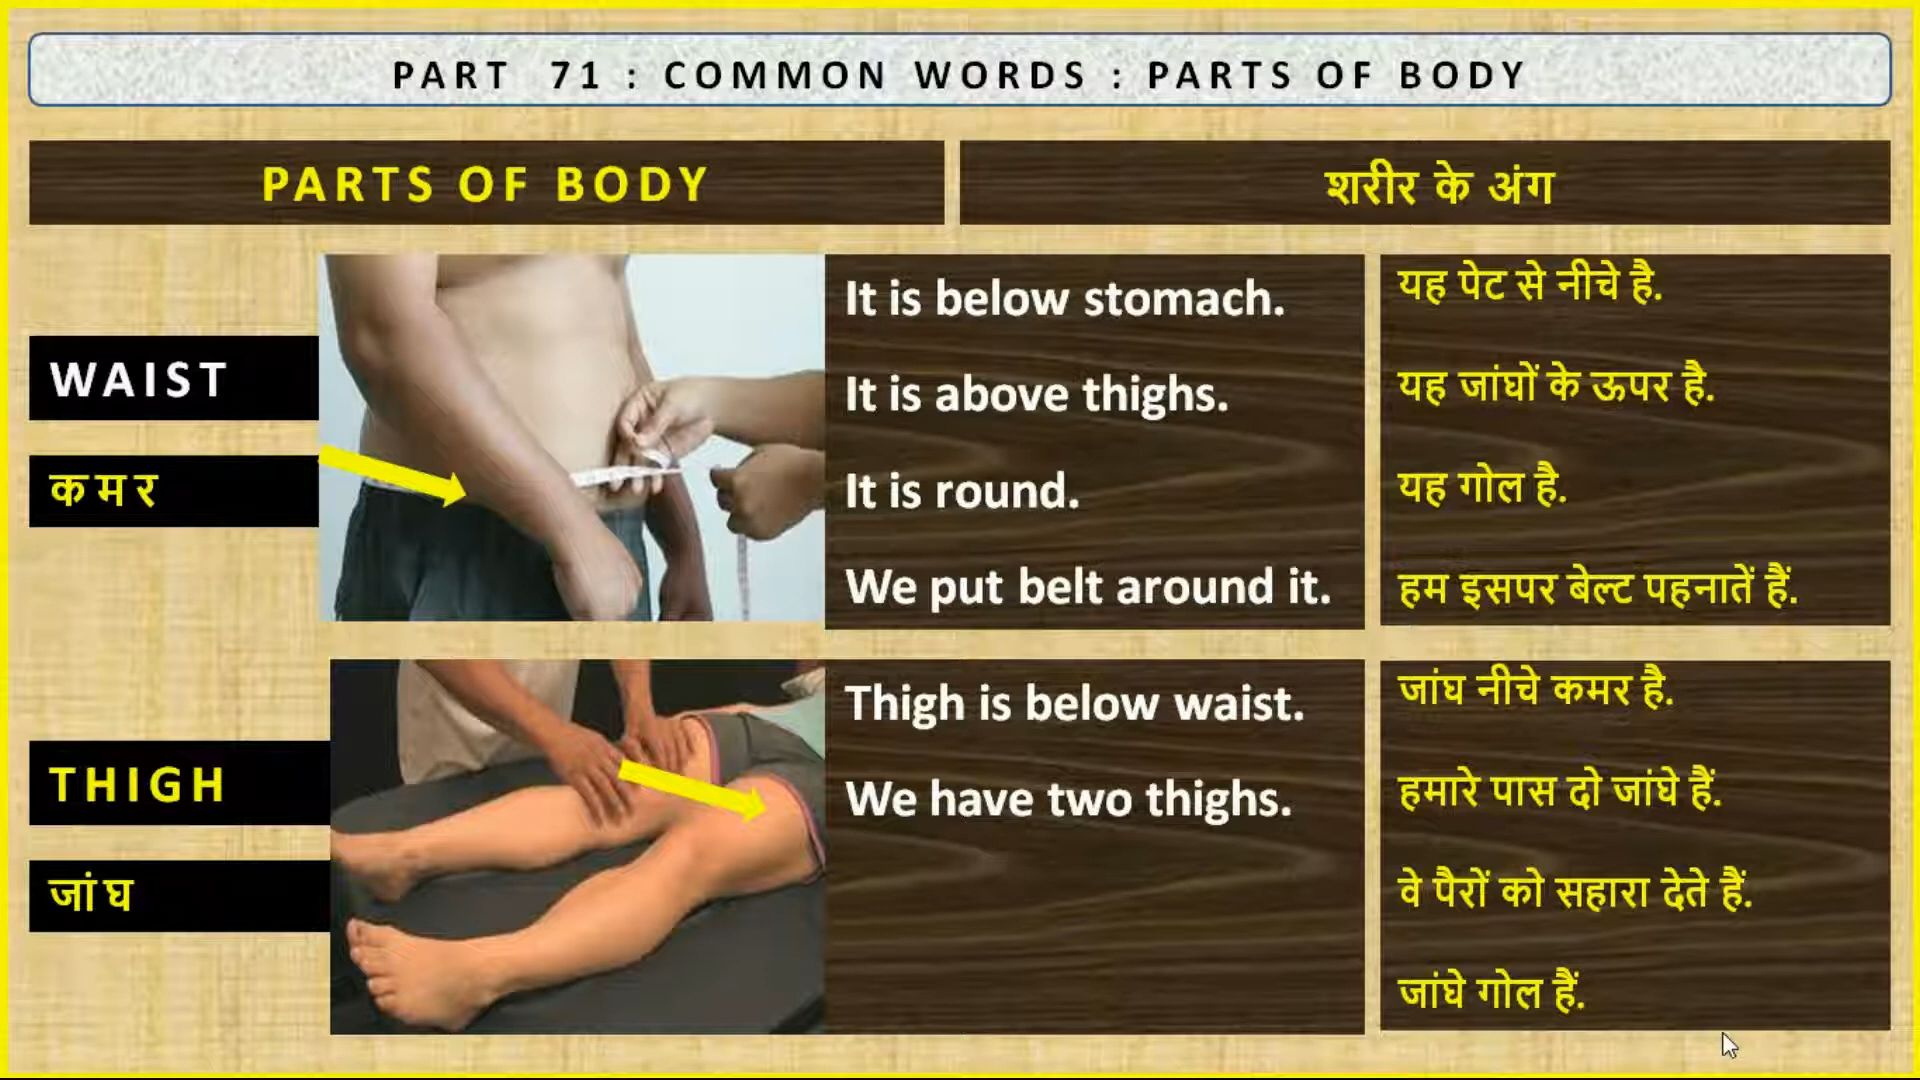 PART 71 : COMMON WORDS : PARTS OF BODY
PARTS OF BODY
शरीर के अंग
WAIST
कमर
It is below stomach.
It is above thighs.
It is round.
We put belt around it.
यह पेट से नीचे है.
यह जांघों के ऊपर है.
यह गोल है.
हम इसपर बेल्ट पहनातें हैं.
THIGH
जांघ
Thigh is below waist.
We have two thighs.
जांघ नीचे कमर है.
हमारे पास दो जांघे हैं.
वे पैरों को सहारा देते हैं.
जांघे गोल हैं.